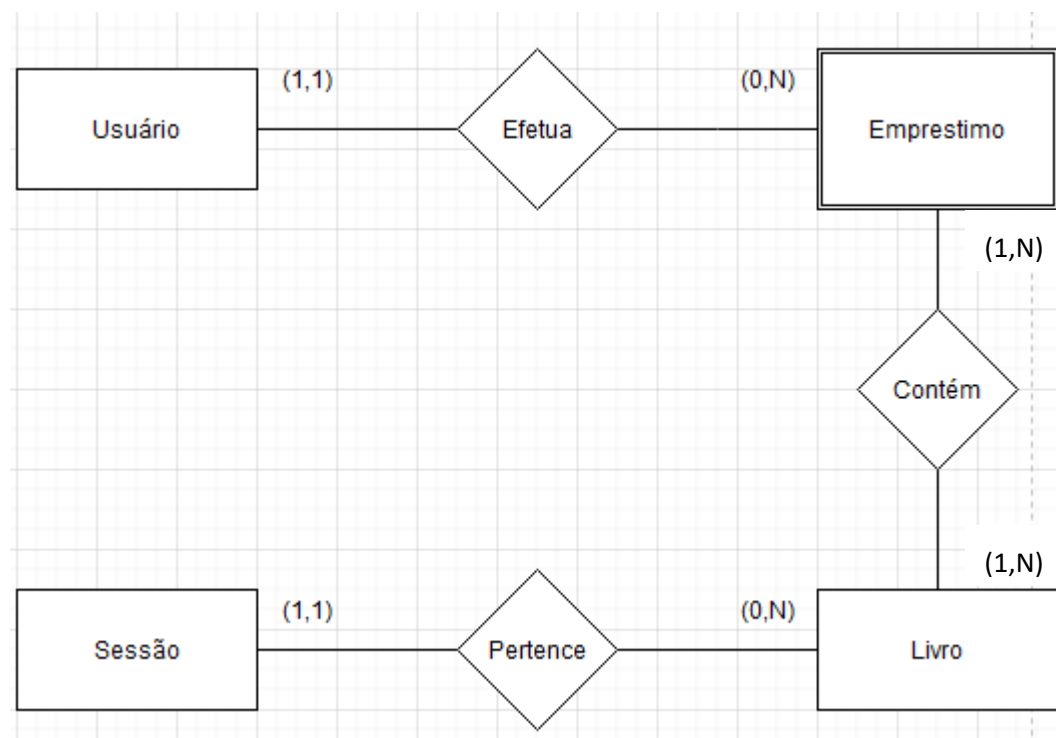 Usuário
(1,1)
Efetua
(0,N)
Emprestimo
(1,N)
Contém
(1,N)
Sessão
(1,1)
Pertence
(0,N)
Livro